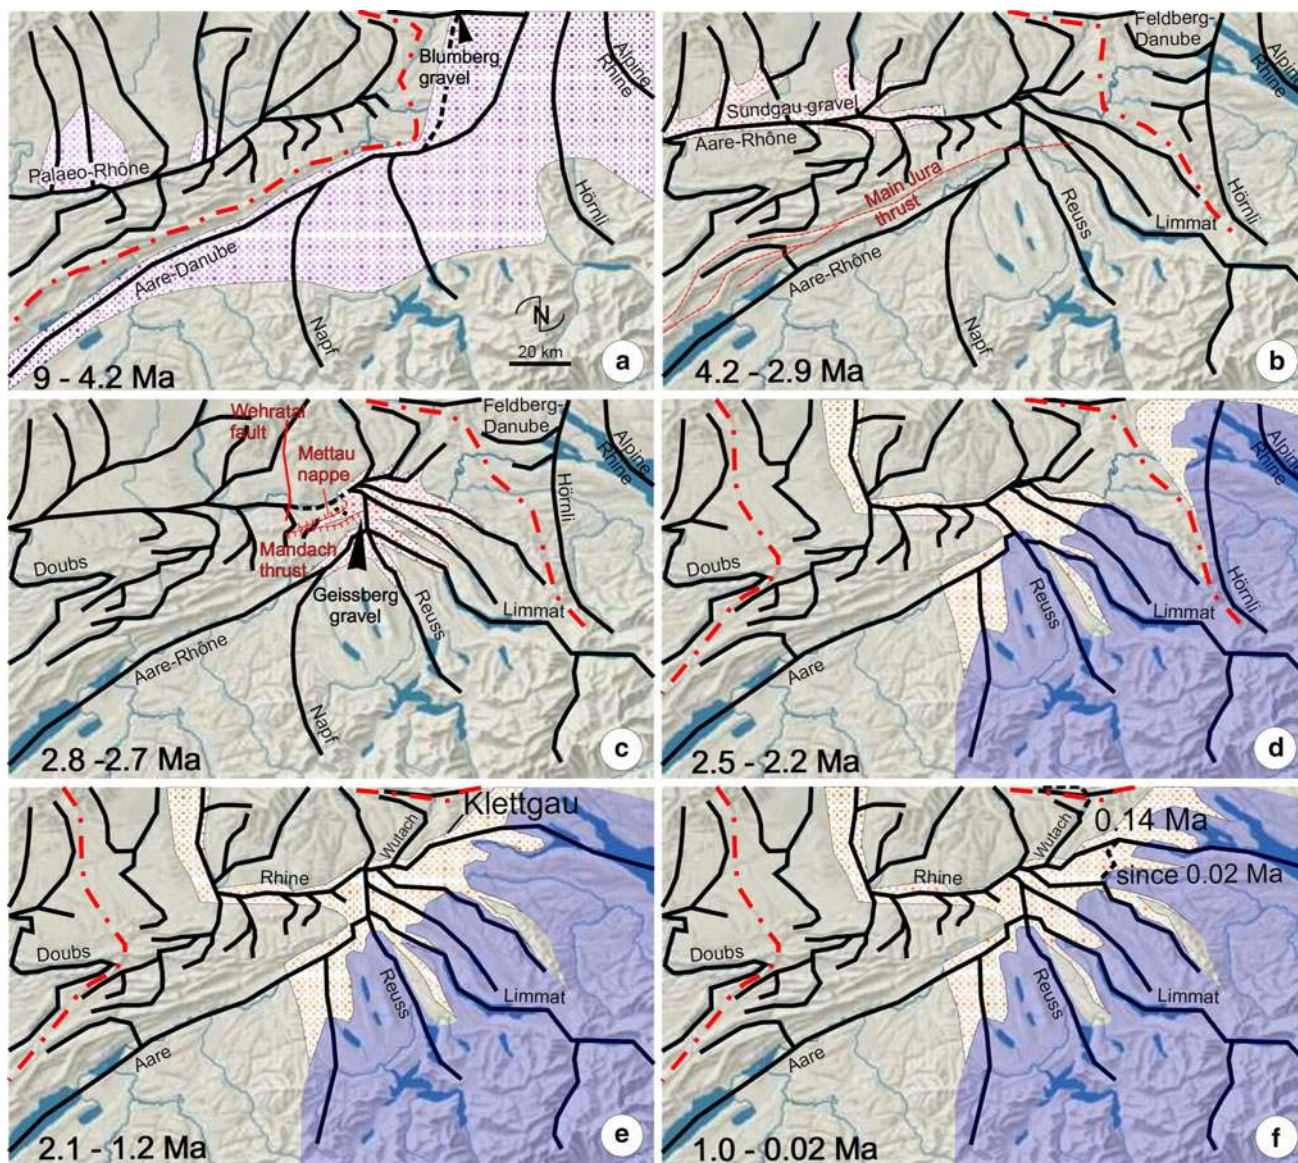 Blumberg
gravel
Alpine
Rhine
Palaeo-Rhône
Aare-Danube
Hörnli
Napf
N
20 km
9 - 4.2 Ma
a
Feldberg-
Danube
Alpine
Rhine
Sundgau gravel
Aare-Rhône
Main Jura
thrust
Reuss
Limmat
Hörnli
Aare-Rhône
Napf
4.2 - 2.9 Ma
b
Wehratal
fault
Mettau
nappe
Feldberg-
Danube
Alpine
Rhine
Hörnli
Doubs
Mandach
thrust
Geissberg
gravel
Reuss
Limmat
Aare-Rhône
Napf
2.8 -2.7 Ma
c
Alpine
Rhine
Doubs
Reuss
Limmat
Hörnli
Aare
2.5 - 2.2 Ma
d
Klettgau
Wutach
Rhine
Doubs
Reuss
Limmat
Aare
2.1 - 1.2 Ma
e
Wutach
0.14 Ma
Rhine
since 0.02 Ma
Doubs
Reuss
Limmat
Aare
1.0 - 0.02 Ma
f